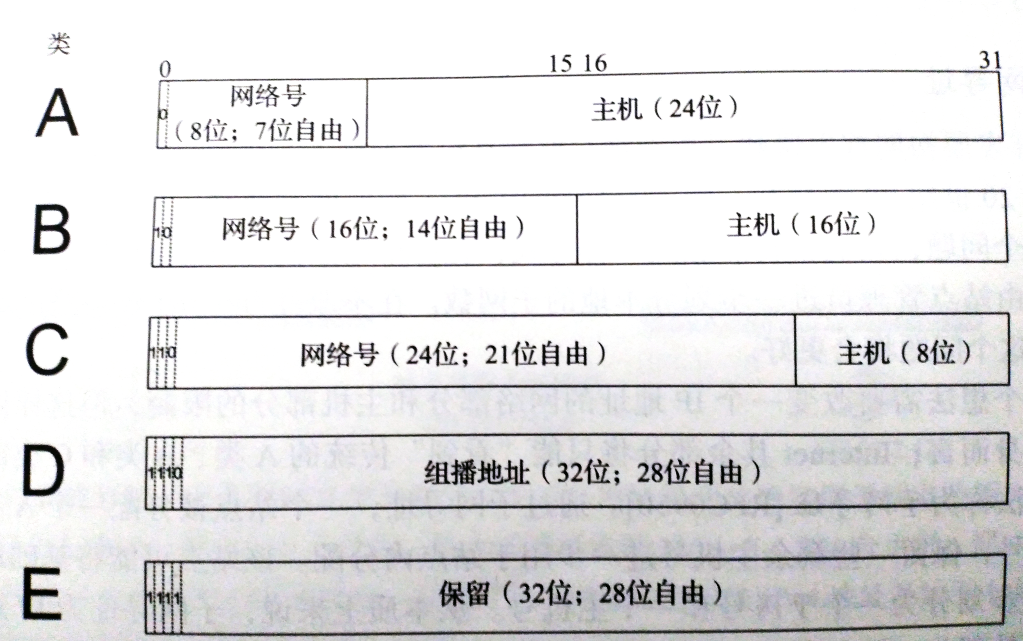 类
0 15 16 31
A
0
网络号
（8位；7位自由）
主机（24位）
B
10
网络号（16位；14位自由）
主机（16位）
C
110
网络号（24位；21位自由）
主机（8位）
D
1110
组播地址（32位；28位自由）
E
1111
保留（32位；28位自由）